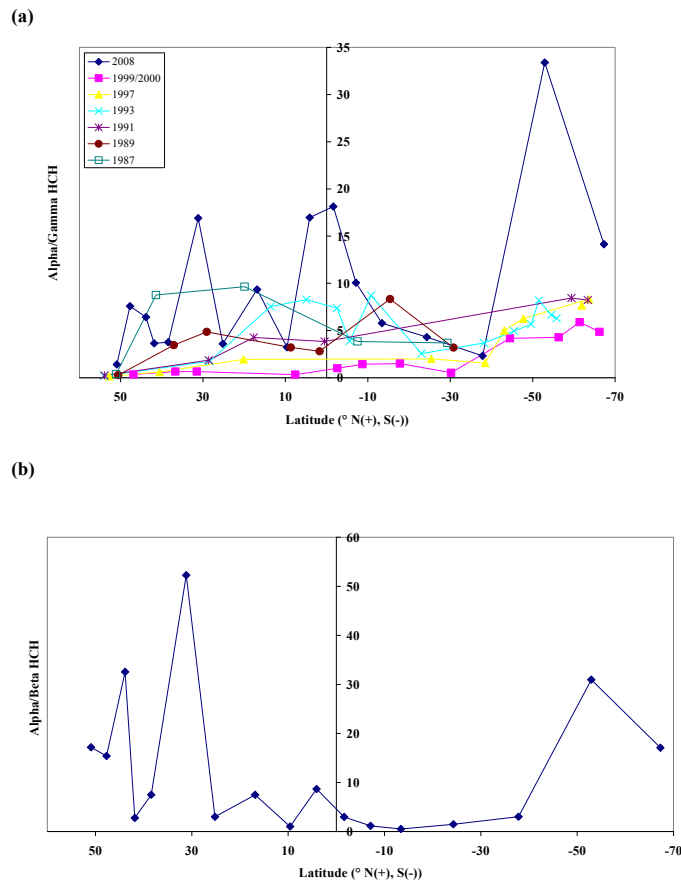 (a)
35
30
25
20
15
10
5
0
Alpha/Gamma HCH
2008
1999/2000
1997
1993
1991
1989
1987
50 30 10 -10 -30 -50 -70
Latitude (° N(+), S(-))
(b)
60
50
40
30
20
10
0
Alpha/Beta HCH
50 30 10 -10 -30 -50 -70
Latitude (° N(+), S(-))